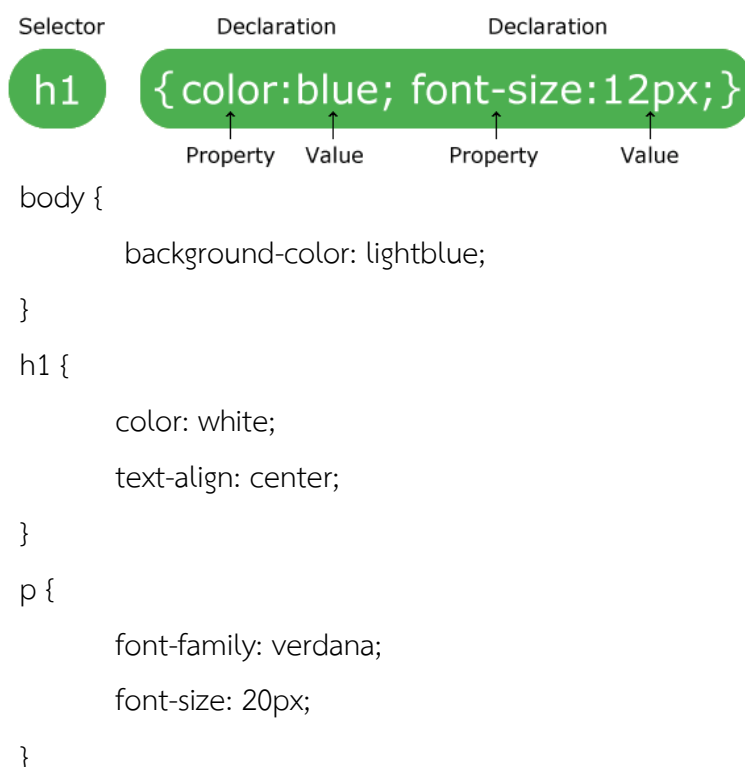 Selector Declaration Declaration
h1 {color:blue; font-size:12px;}
Property Value Property Value
body {
background-color: lightblue;
}
h1 {
color: white;
text-align: center;
}
p {
font-family: verdana;
font-size: 20px;
}